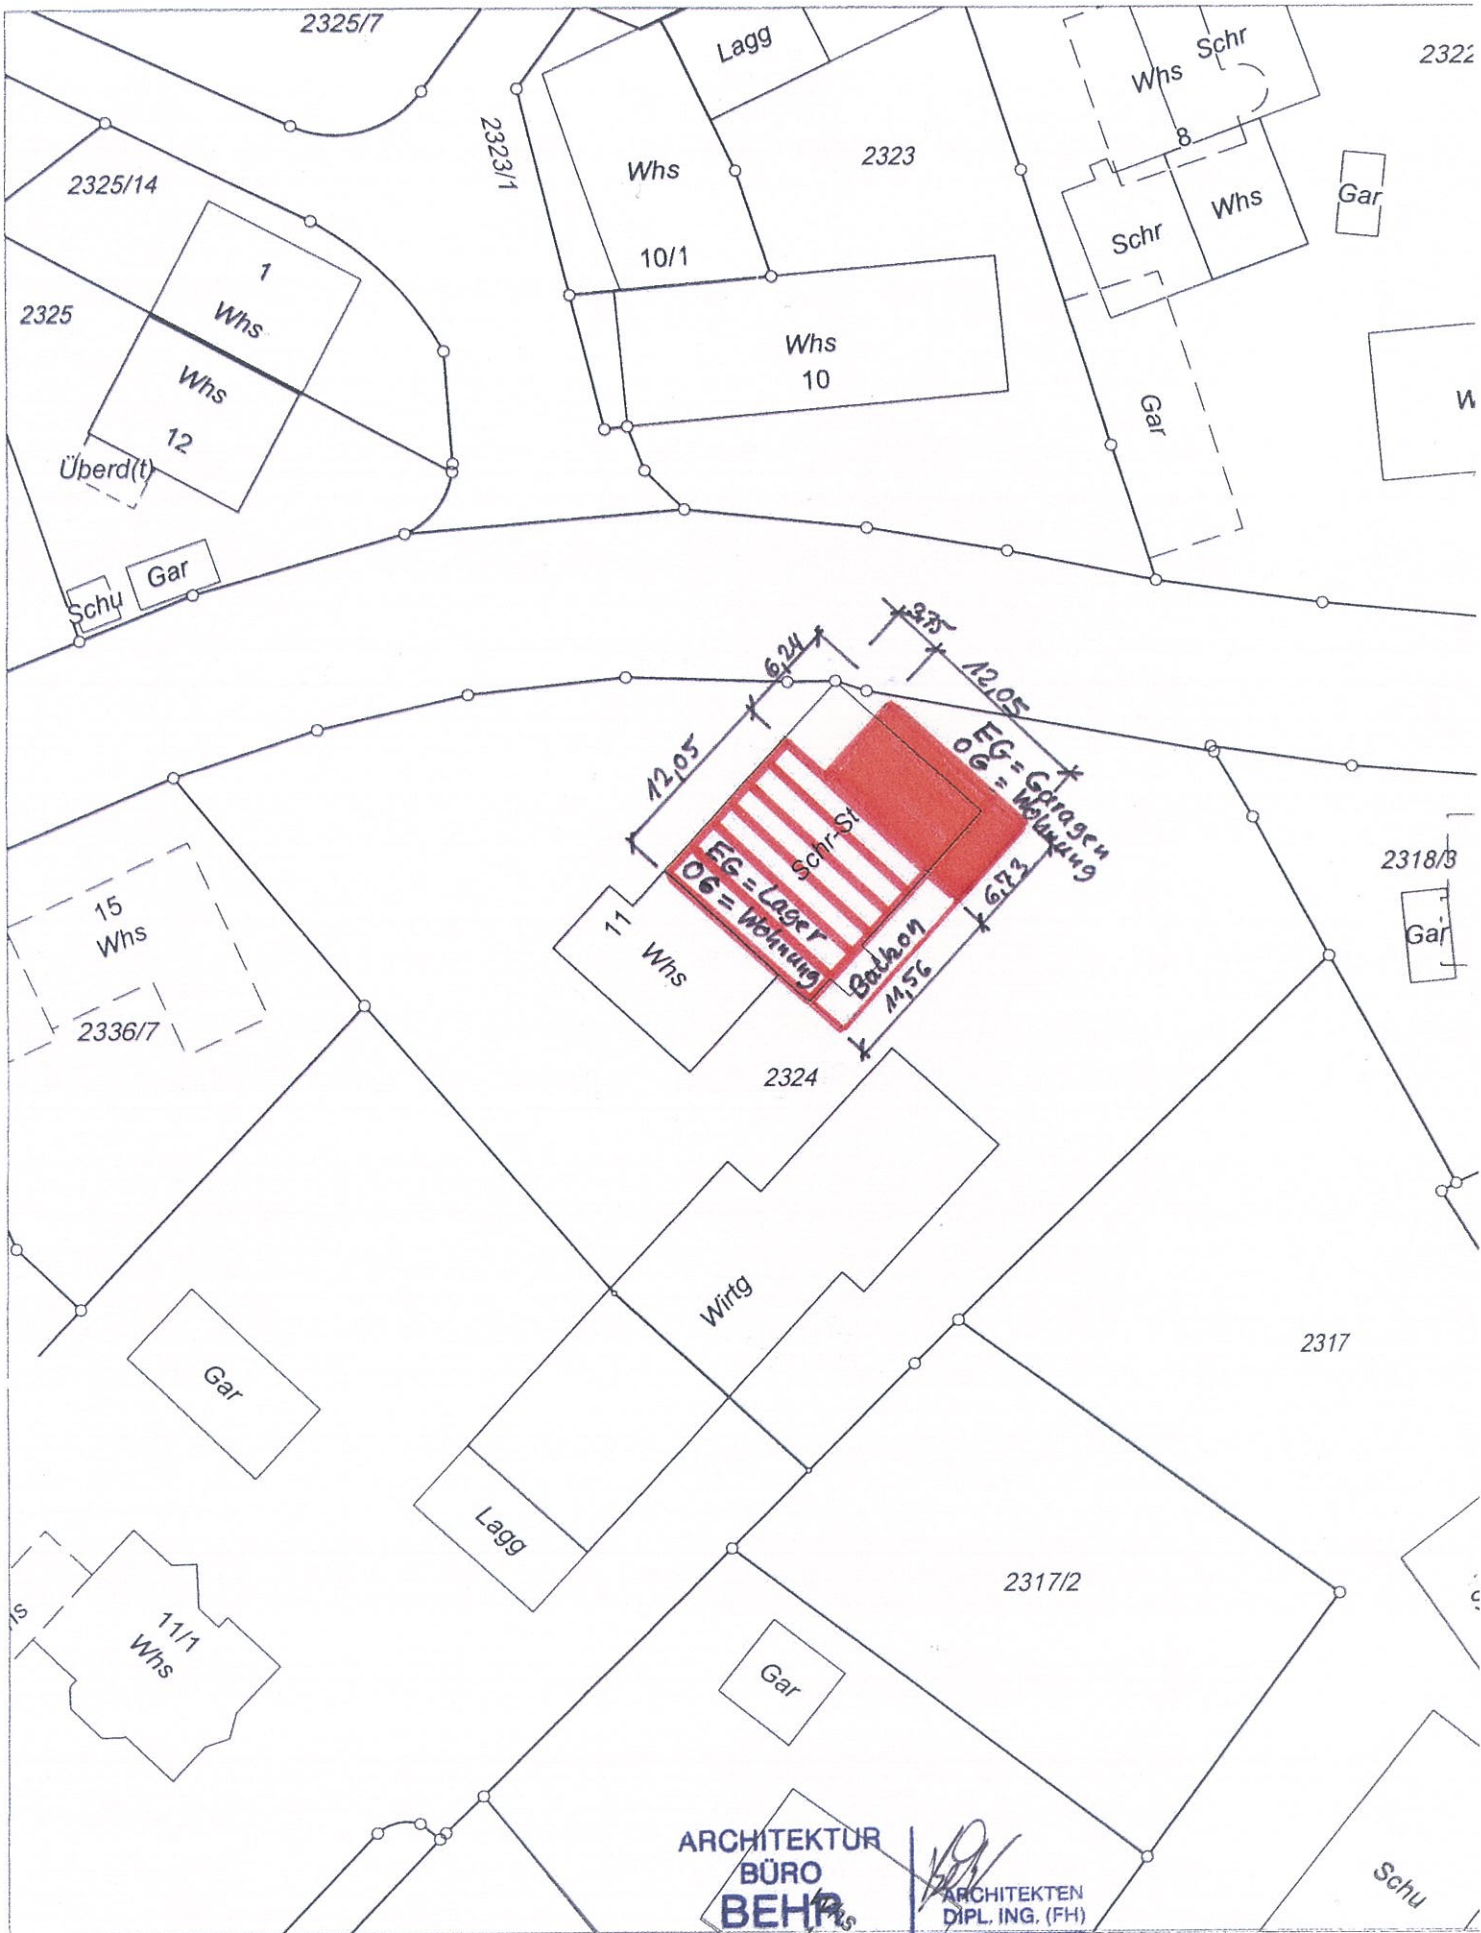 2325/7
Lagg
Schr
Whs
2322
2323/1
8
2325/14
Whs
2323
Schr
Whs
Gar
1
Whs
10/1
2325
Whs
12
Whs
10
Gar
Überd(t)
Schu
Gar
3,75
6,24
12,05
12,05
EG = Garagen
OG = Wohnung
Schr-St
EG = Lager
OG = Wohnung
6,73
Balkon
11,56
11
Whs
15
Whs
2336/7
2318/3
Gar
2324
Wirtg
2317
Gar
Lagg
2317/2
11/1
Whs
Gar
Schu
ARCHITEKTUR
BÜRO
BEHR
Whs
ARCHITEKTEN
DIPL. ING. (FH)